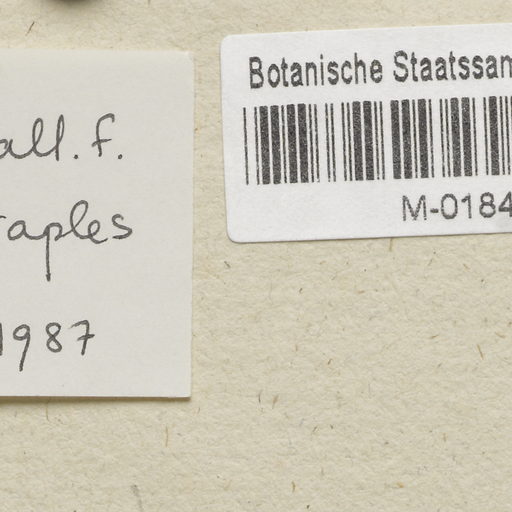 all. f.
aples
1987
Botanische Staatssam
M-0184